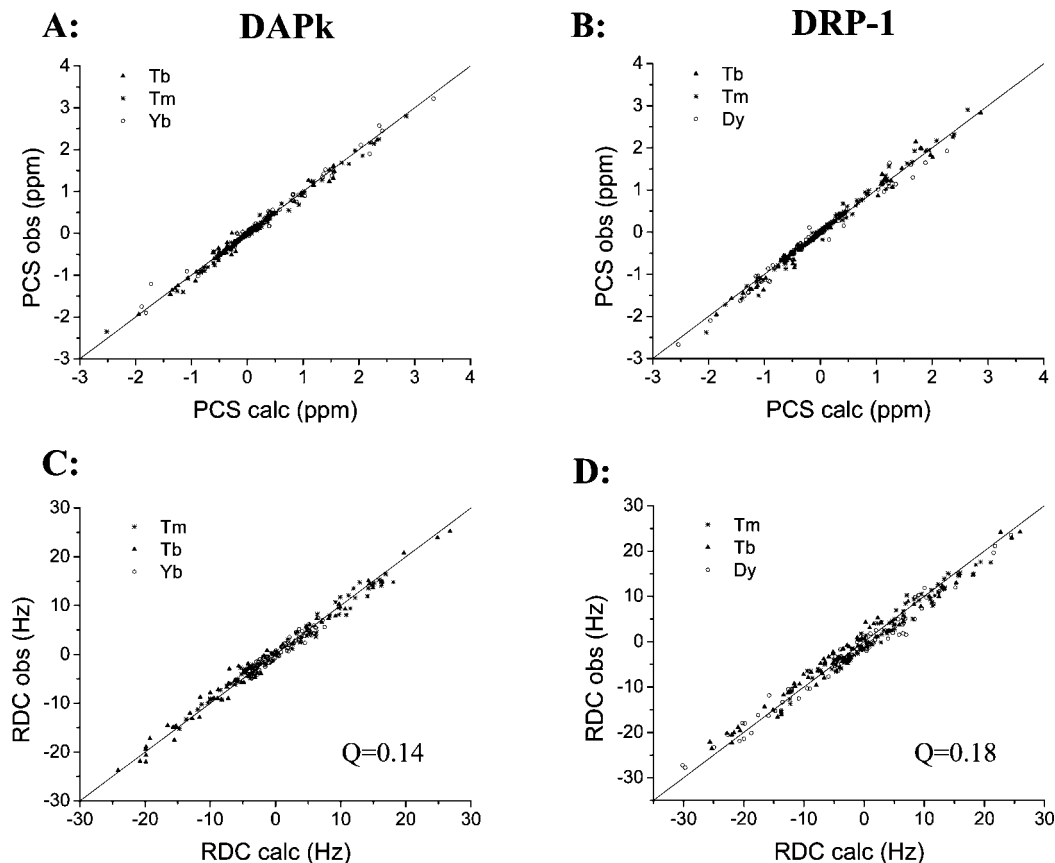 A: DAPk
4
3
2
1
0
-1
-2
-3
PCS obs (ppm)
Tb
Tm
Yb
-3 -2 -1 0 1 2 3 4
PCS calc (ppm)
B: DRP-1
4
3
2
1
0
-1
-2
-3
PCS obs (ppm)
Tb
Tm
Dy
-3 -2 -1 0 1 2 3 4
PCS calc (ppm)
C:
30
20
10
0
-10
-20
-30
RDC obs (Hz)
Tm
Tb
Yb
Q=0.14
-30 -20 -10 0 10 20 30
RDC calc (Hz)
D:
30
20
10
0
-10
-20
-30
RDC obs (Hz)
Tm
Tb
Dy
Q=0.18
-30 -20 -10 0 10 20 30
RDC calc (Hz)